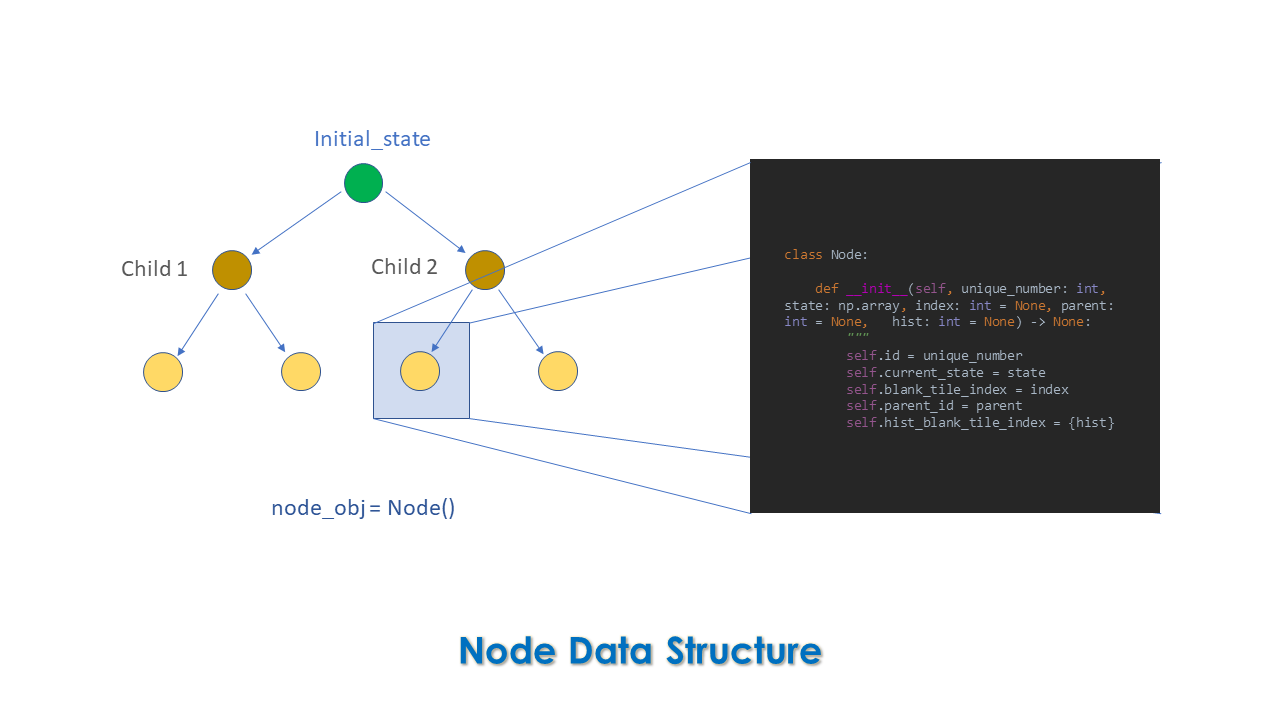 Initial_state
Child 1
Child 2
class Node:
def __init__(self, unique_number: int,
state: np.array, index: int = None, parent:
int = None,   hist: int = None) -> None:
"""
self.id = unique_number
self.current_state = state
self.blank_tile_index = index
self.parent_id = parent
self.hist_blank_tile_index = {hist}
node_obj = Node()
Node Data Structure